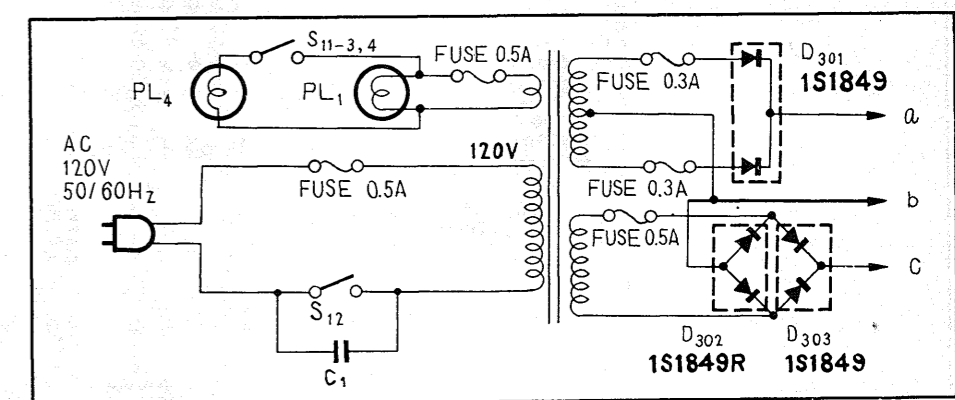 S11-3,4
FUSE 0.5A
PL4
PL1
FUSE 0.3A
D301
1S1849
a
AC
120V
50/60Hz
120V
FUSE 0.5A
FUSE 0.3A
b
FUSE 0.5A
C
S12
C1
D302
1S1849R
D303
1S1849